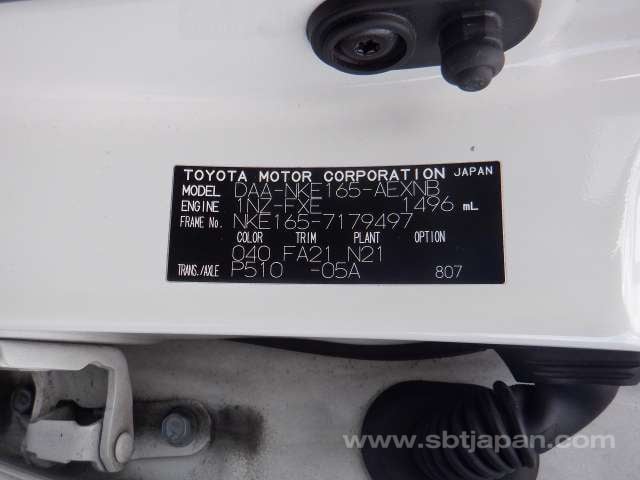 TOYOTA MOTOR CORPORATION JAPAN
MODEL DAA-NKE165-AEXNB
ENGINE 1NZ-FXE 1496 mL
FRAME No. NKE165-7179497
COLOR TRIM PLANT OPTION
040 FA21 N21
TRANS./AXLE P510 -05A 807
www.sbtjapan.com